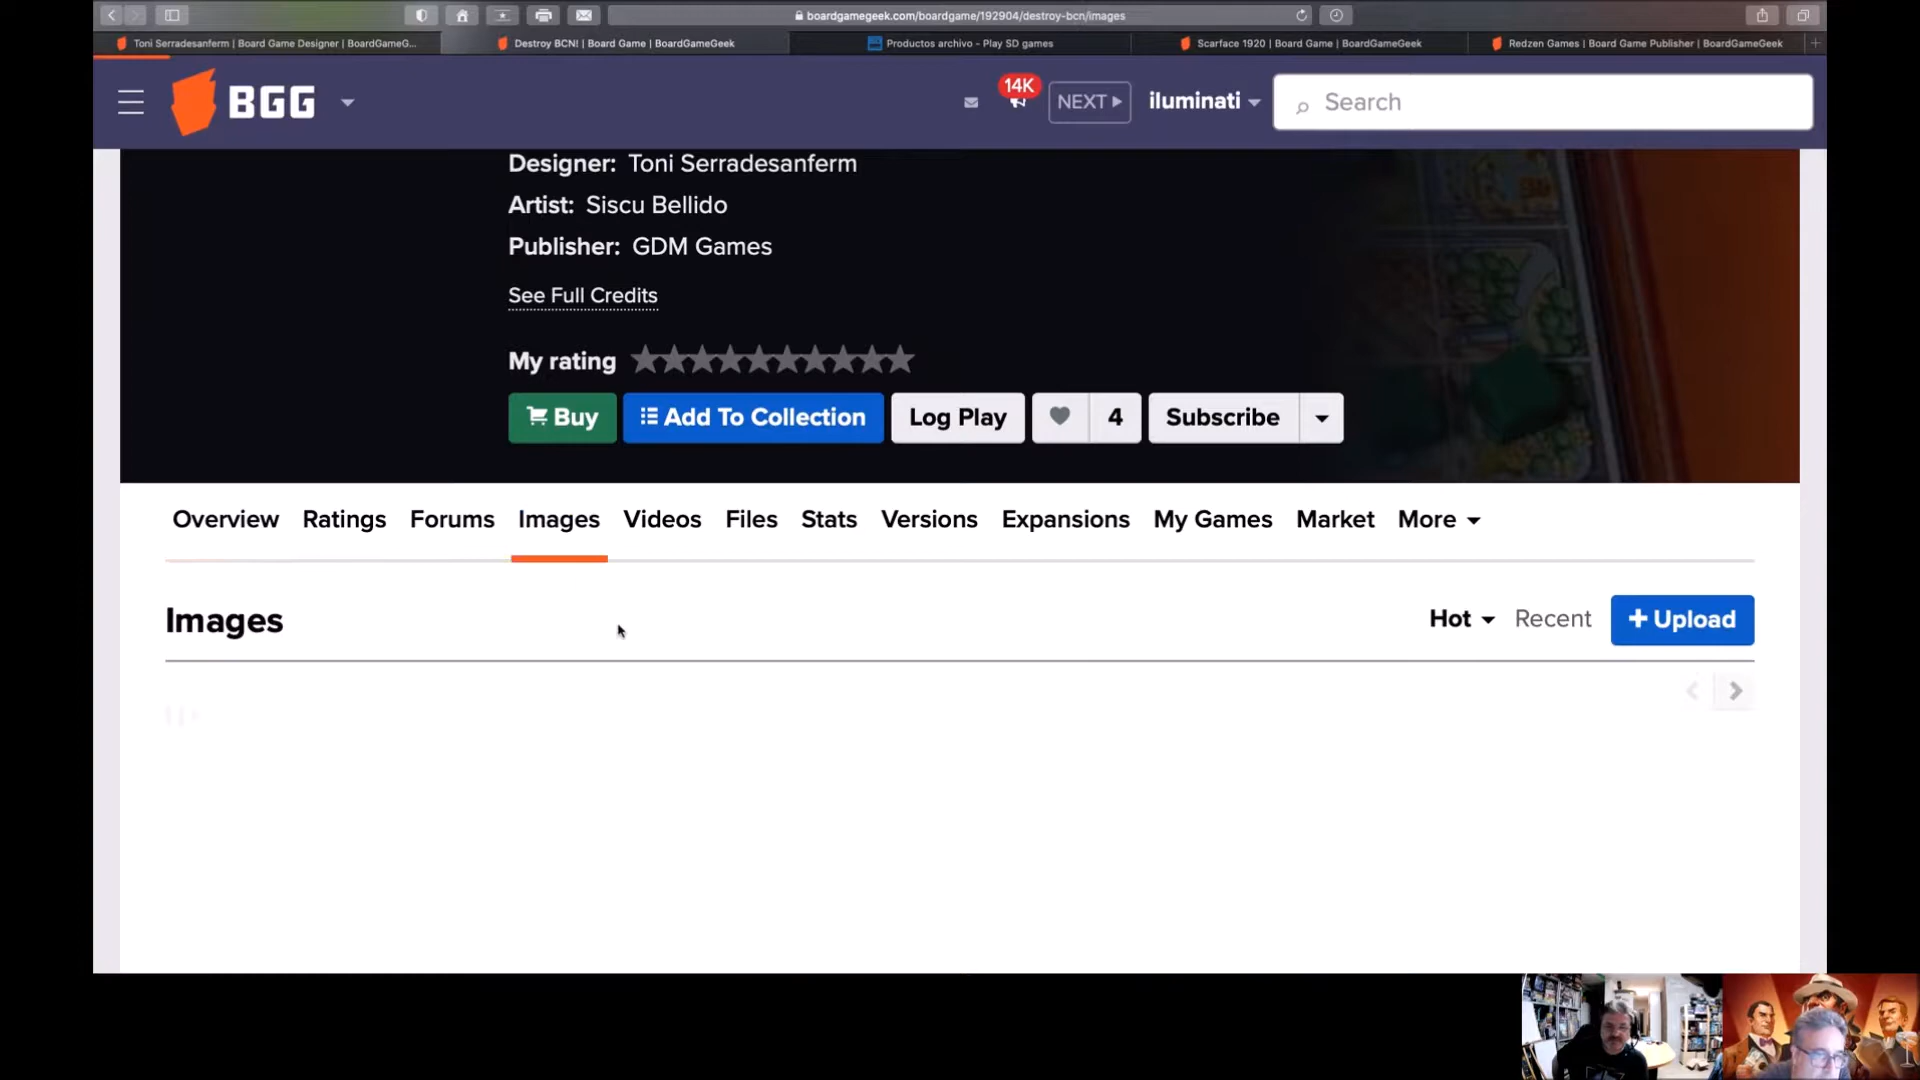 boardgamegeek.com/boardgame/192904/destroy-bcn/images
Toni Serradesanferm | Board Game Designer | BoardGameG...
Destroy BCN! | Board Game | BoardGameGeek
Productos archivo - Play SD games
Scarface 1920 | Board Game | BoardGameGeek
Redzen Games | Board Game Publisher | BoardGameGeek
BGG
14K
NEXT
iluminati
Search
Designer: Toni Serradesanferm
Artist: Siscu Bellido
Publisher: GDM Games
See Full Credits
My rating
Buy
Add To Collection
Log Play
4
Subscribe
Overview Ratings Forums Images Videos Files Stats Versions Expansions My Games Market More
Images
Hot
Recent
+ Upload